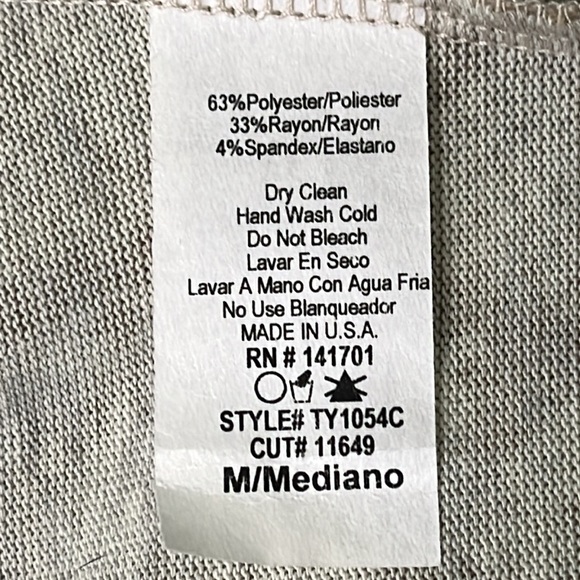 63%Polyester/Poliester
33%Rayon/Rayon
4%Spandex/Elastano
Dry Clean
Hand Wash Cold
Do Not Bleach
Lavar En Seco
Lavar A Mano Con Agua Fria
No Use Blanqueador
MADE IN U.S.A.
RN # 141701
STYLE# TY1054C
CUT# 11649
M/Mediano